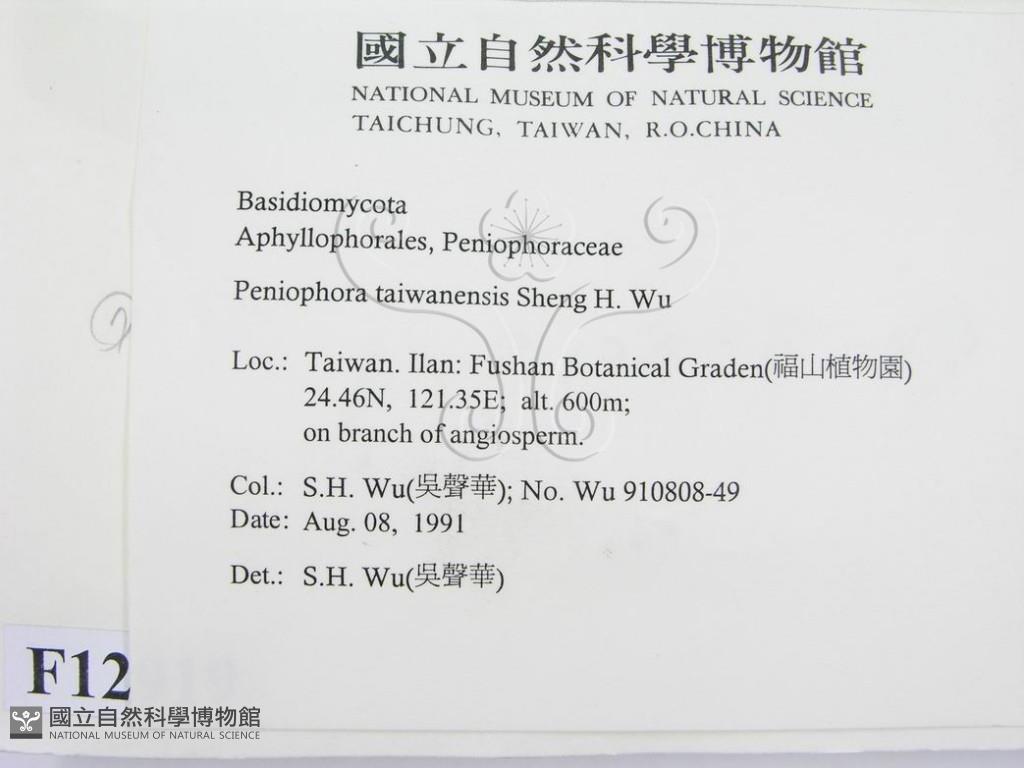 國立自然科學博物館
NATIONAL MUSEUM OF NATURAL SCIENCE
TAICHUNG, TAIWAN, R.O.CHINA
Basidiomycota
Aphyllophorales, Peniophoraceae
Peniophora taiwanensis Sheng H. Wu
Loc.: Taiwan. Ilan: Fushan Botanical Graden(福山植物園)
24.46N, 121.35E; alt. 600m;
on branch of angiosperm.
Col.: S.H. Wu(吳聲華); No. Wu 910808-49
Date: Aug. 08, 1991
Det.: S.H. Wu(吳聲華)
F12
國立自然科學博物館
NATIONAL MUSEUM OF NATURAL SCIENCE